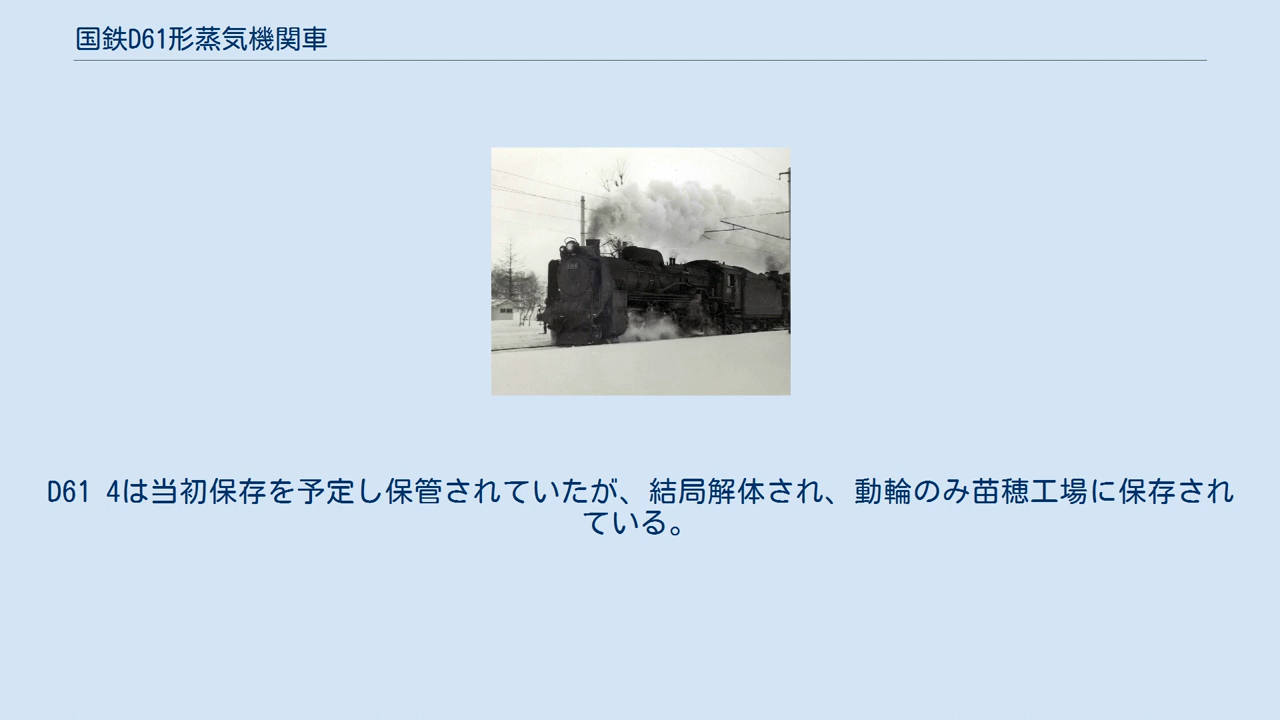 国鉄D61形蒸気機関車
D61 4は当初保存を予定し保管されていたが、結局解体され、動輪のみ苗穂工場に保存され
ている。